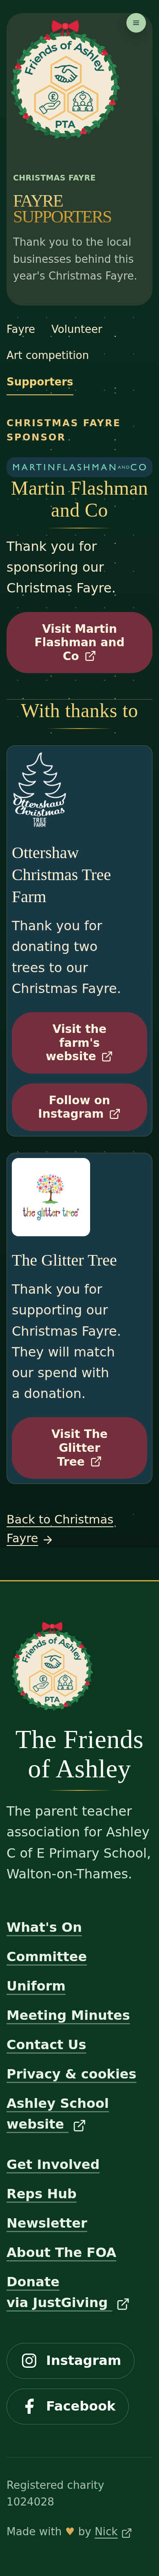 Friends of Ashley
PTA
CHRISTMAS FAYRE
FAYRE
SUPPORTERS
Thank you to the local
businesses behind this
year's Christmas Fayre.
Fayre Volunteer
Art competition
Supporters
CHRISTMAS FAYRE
SPONSOR
MARTINFLASHMANANDCO
Martin Flashman
and Co
Thank you for
sponsoring our
Christmas Fayre.
Visit Martin
Flashman and
Co
With thanks to
Ottershaw
Christmas
TREE
FARM
Ottershaw
Christmas Tree
Farm
Thank you for
donating two
trees to our
Christmas Fayre.
Visit the
farm's
website
Follow on
Instagram
the glitter tree
The Glitter Tree
Thank you for
supporting our
Christmas Fayre.
They will match
our spend with
a donation.
Visit The
Glitter
Tree
Back to Christmas
Fayre
Friends of Ashley
PTA
The Friends
of Ashley
The parent teacher
association for Ashley
C of E Primary School,
Walton-on-Thames.
What's On
Committee
Uniform
Meeting Minutes
Contact Us
Privacy & cookies
Ashley School
website
Get Involved
Reps Hub
Newsletter
About The FOA
Donate
via JustGiving
Instagram
Facebook
Registered charity
1024028
Made with ♥ by Nick